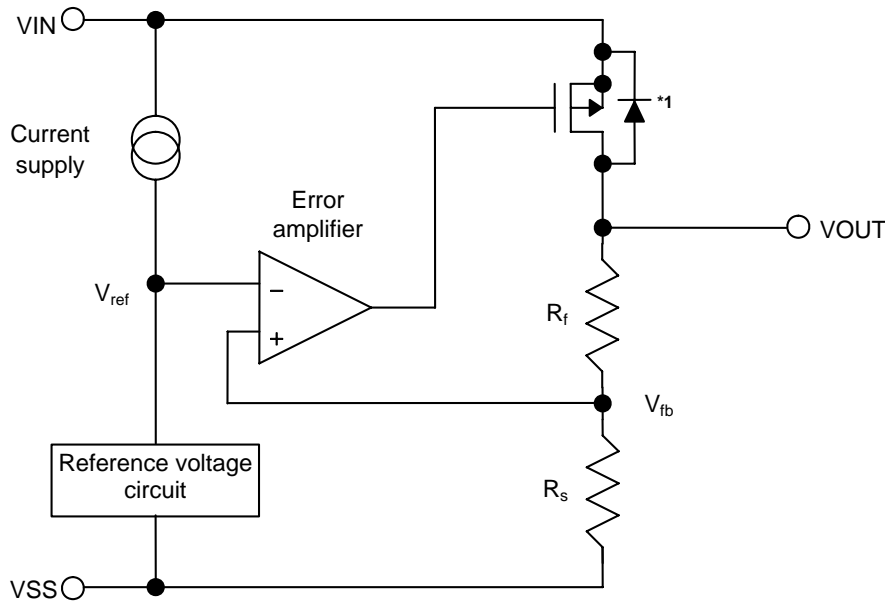 VIN
*1
Current
supply
Error
amplifier
VOUT
Vref
−
+
Rf
Vfb
Reference voltage
circuit
Rs
VSS